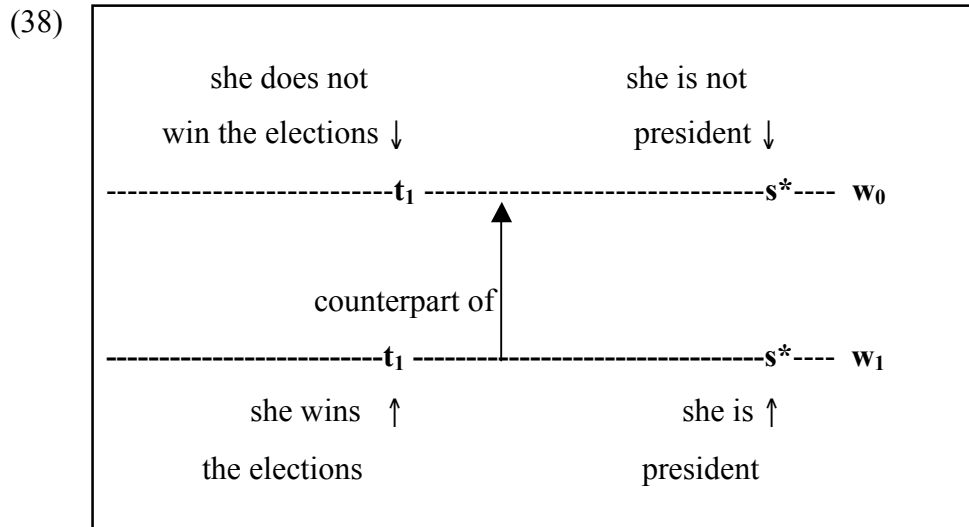 (38)
she does not she is not
win the elections ↓ president ↓
---------------------------t₁ --------------------------------s*---- w₀
counterpart of
---------------------------t₁ --------------------------------s*---- w₁
she wins ↑ she is ↑
the elections president